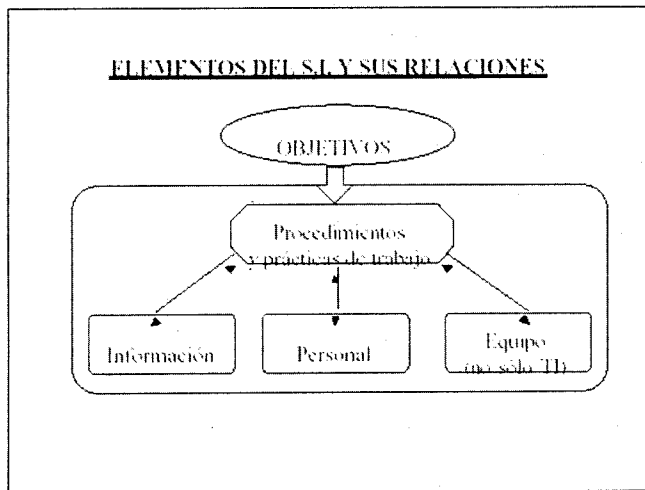 ELEMENTOS DEL S.I. Y SUS RELACIONES
OBJETIVOS
Procedimientos
y prácticas de trabajo
Información
Personal
Equipo
(no sólo TI)